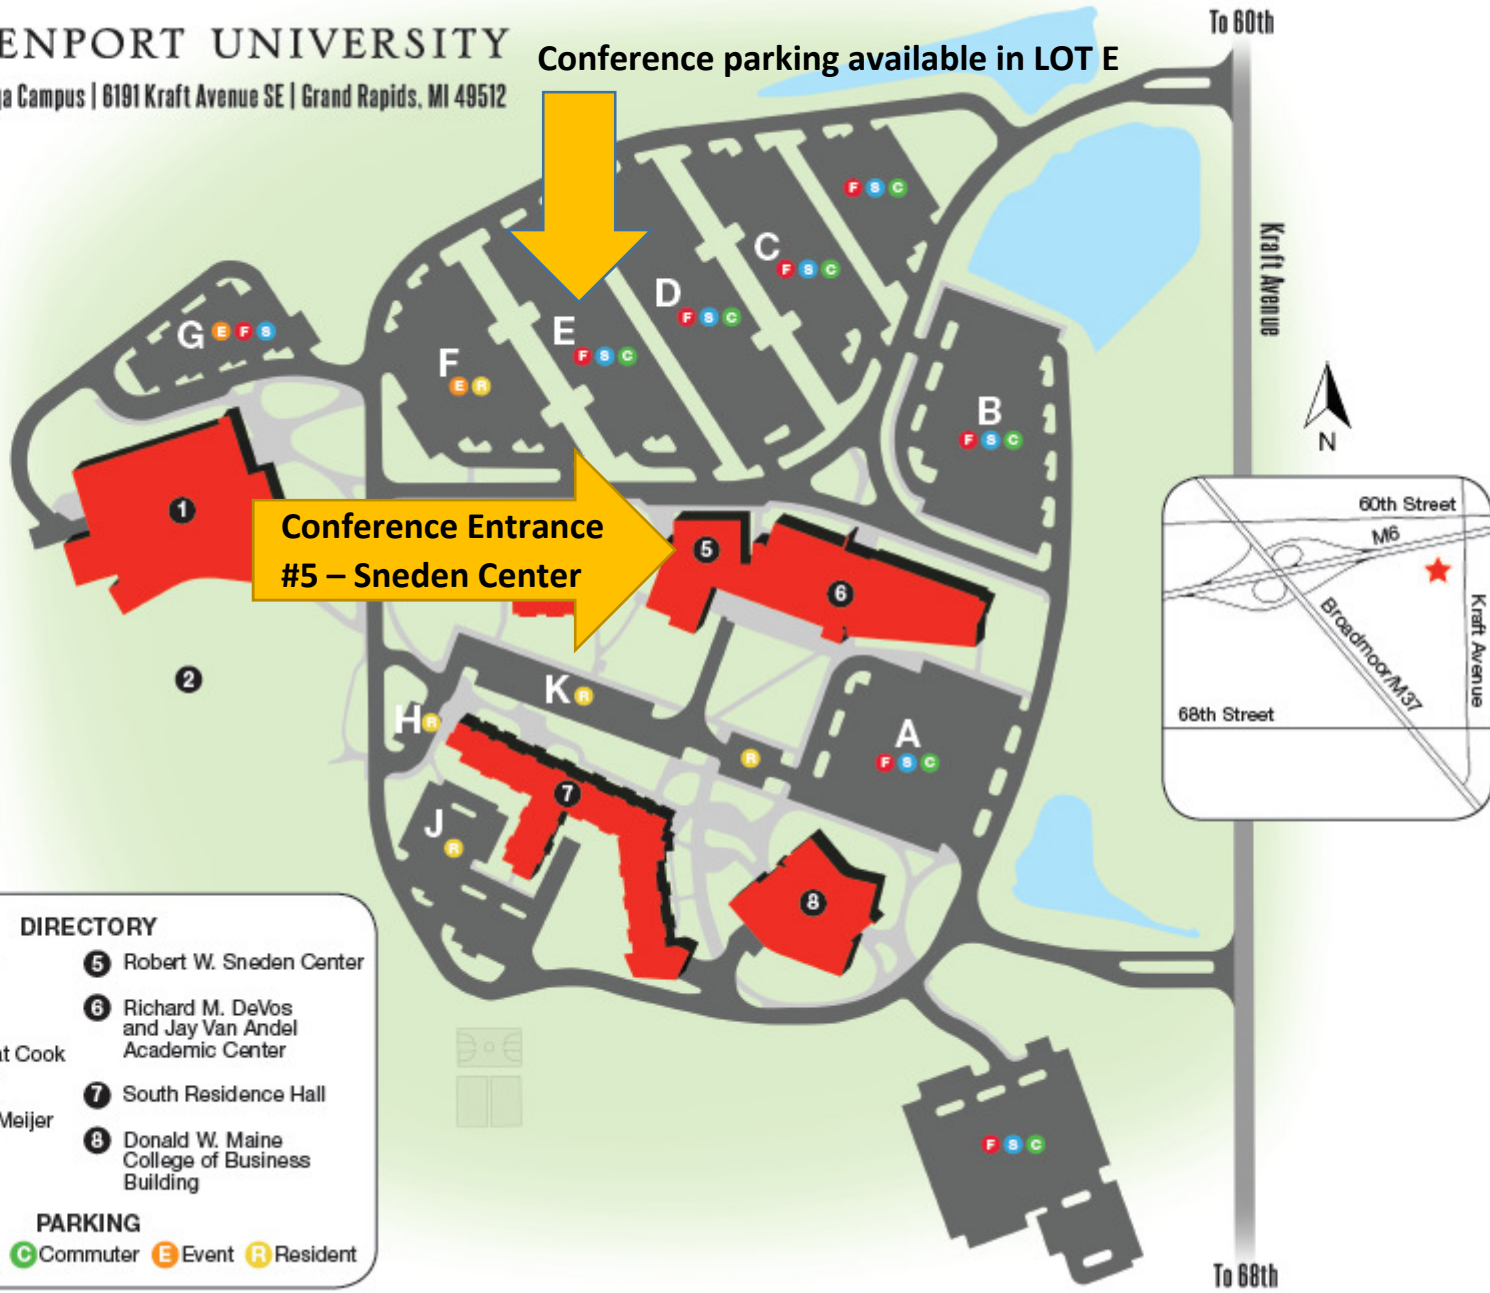 ENPORT UNIVERSITY
Campus | 6191 Kraft Avenue SE | Grand Rapids, MI 49512
Conference parking available in LOT E
To 60th
Kraft Avenue
N
F S C
C
F S C
D
F S C
E
F S C
F
E R
G E F S
B
F S C
1
Conference Entrance
#5 – Sneden Center
5
6
2
K R
H R
R
A
F S C
7
J
R
8
F S C
60th Street
M6
Broadmoor/M37
Kraft Avenue
68th Street
To 68th
DIRECTORY
5 Robert W. Sneden Center
6 Richard M. DeVos
and Jay Van Andel
Academic Center
at Cook
7 South Residence Hall
Meijer
8 Donald W. Maine
College of Business
Building
PARKING
C Commuter E Event R Resident